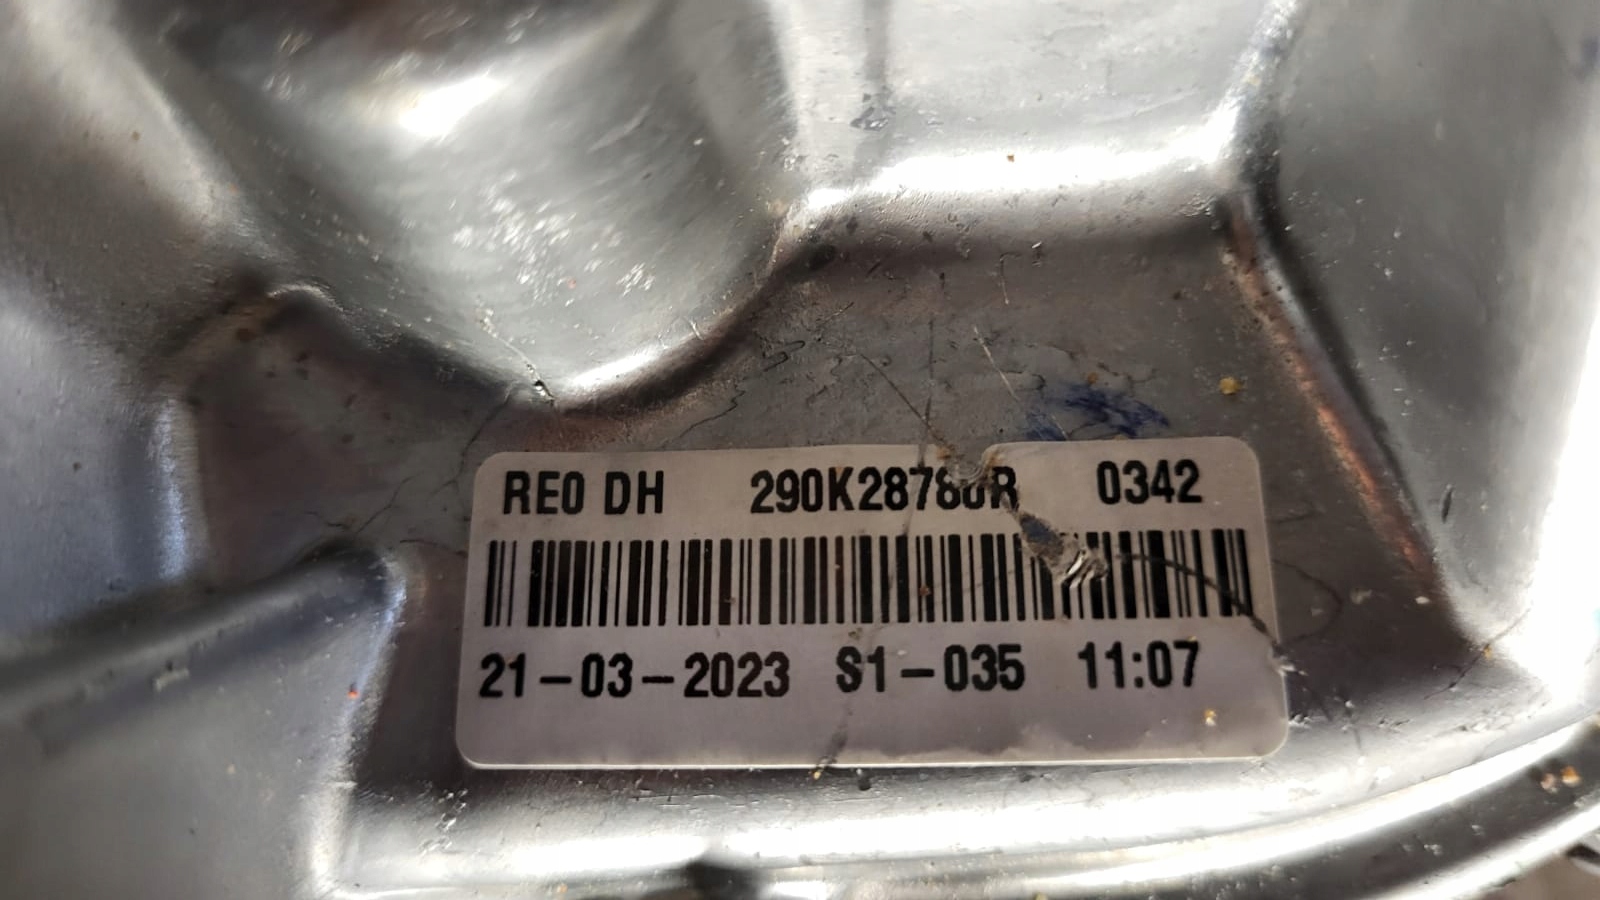 RE0 DH 290K28780R 0342
21-03-2023 S1-035 11:07